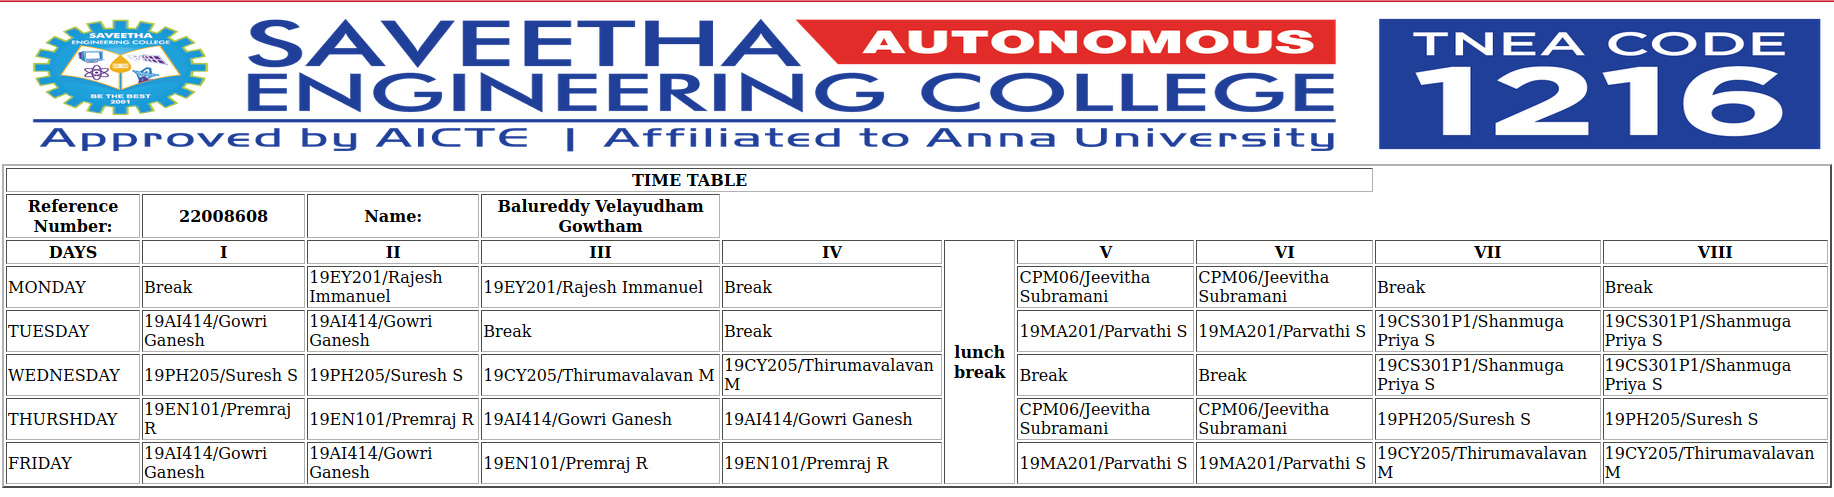 SAVEETHA
ENGINEERING COLLEGE
BE THE BEST
2001
SAVEETHA AUTONOMOUS
ENGINEERING COLLEGE
Approved by AICTE | Affiliated to Anna University
TNEA CODE
1216
TIME TABLE
Reference Number: 22008608 Name: Balureddy Velayudham Gowtham
DAYS I II III IV lunch break V VI VII VIII
MONDAY Break 19EY201/Rajesh Immanuel 19EY201/Rajesh Immanuel Break CPM06/Jeevitha Subramani CPM06/Jeevitha Subramani Break Break
TUESDAY 19AI414/Gowri Ganesh 19AI414/Gowri Ganesh Break Break 19MA201/Parvathi S 19MA201/Parvathi S 19CS301P1/Shanmuga Priya S 19CS301P1/Shanmuga Priya S
WEDNESDAY 19PH205/Suresh S 19PH205/Suresh S 19CY205/Thirumavalavan M 19CY205/Thirumavalavan M Break Break 19CS301P1/Shanmuga Priya S 19CS301P1/Shanmuga Priya S
THURSHDAY 19EN101/Premraj R 19EN101/Premraj R 19AI414/Gowri Ganesh 19AI414/Gowri Ganesh CPM06/Jeevitha Subramani CPM06/Jeevitha Subramani 19PH205/Suresh S 19PH205/Suresh S
FRIDAY 19AI414/Gowri Ganesh 19AI414/Gowri Ganesh 19EN101/Premraj R 19EN101/Premraj R 19MA201/Parvathi S 19MA201/Parvathi S 19CY205/Thirumavalavan M 19CY205/Thirumavalavan M